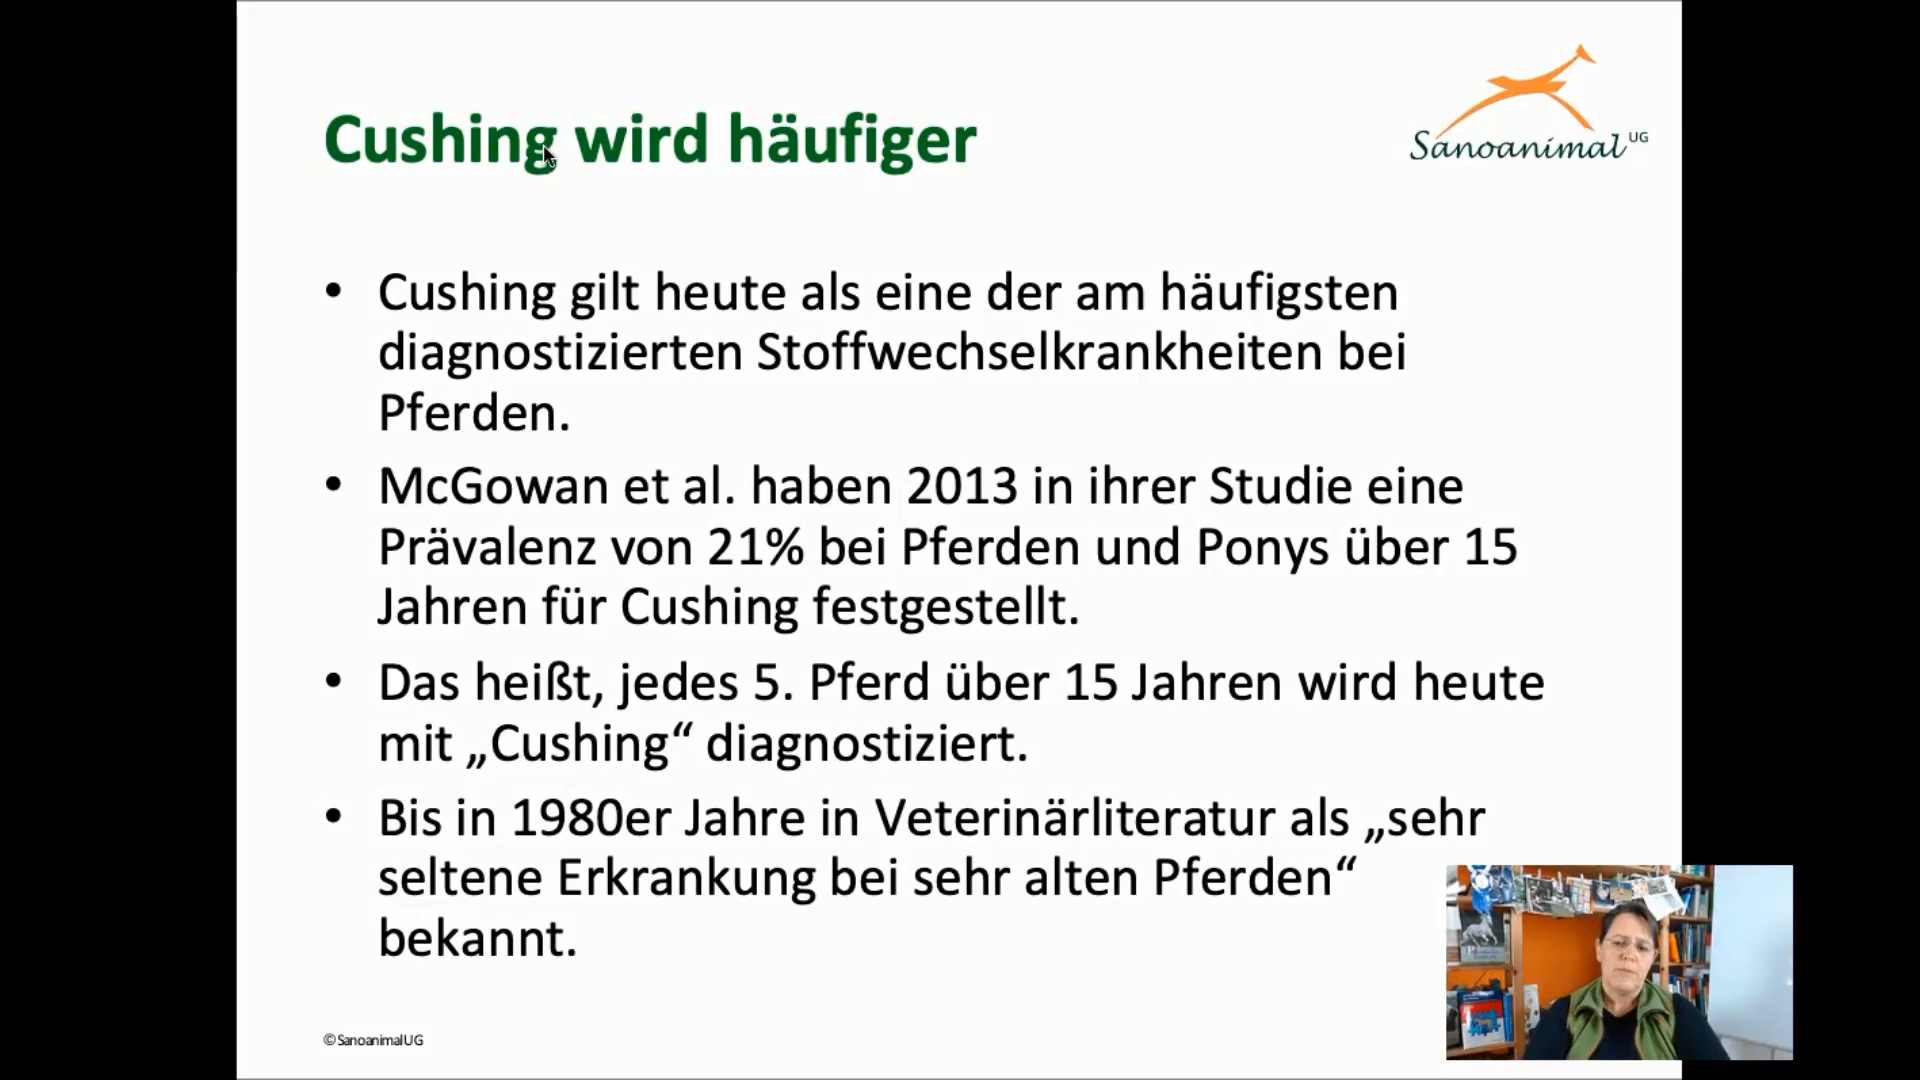 Cushing wird häufiger
Sanoanimal UG
• Cushing gilt heute als eine der am häufigsten
diagnostizierten Stoffwechselkrankheiten bei
Pferden.
• McGowan et al. haben 2013 in ihrer Studie eine
Prävalenz von 21% bei Pferden und Ponys über 15
Jahren für Cushing festgestellt.
• Das heißt, jedes 5. Pferd über 15 Jahren wird heute
mit „Cushing“ diagnostiziert.
• Bis in 1980er Jahre in Veterinärliteratur als „sehr
seltene Erkrankung bei sehr alten Pferden“
bekannt.
©SanoanimalUG